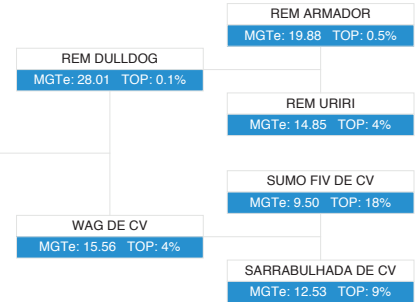 REM ARMADOR
MGTe: 19.88 TOP: 0.5%
REM DULLDOG
MGTe: 28.01 TOP: 0.1%
REM URIRI
MGTe: 14.85 TOP: 4%
SUMO FIV DE CV
MGTe: 9.50 TOP: 18%
WAG DE CV
MGTe: 15.56 TOP: 4%
SARRABULHADA DE CV
MGTe: 12.53 TOP: 9%